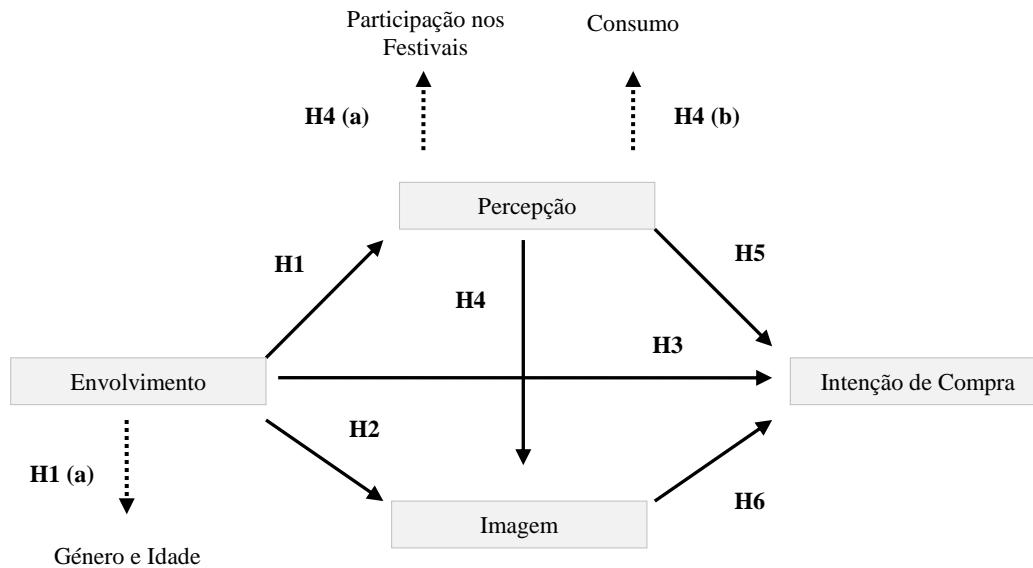 Participação nos
Festivais
Consumo
H4 (a)
H4 (b)
Percepção
H1
H5
H4
H3
Envolvimento
Intenção de Compra
H2
H1 (a)
H6
Imagem
Género e Idade